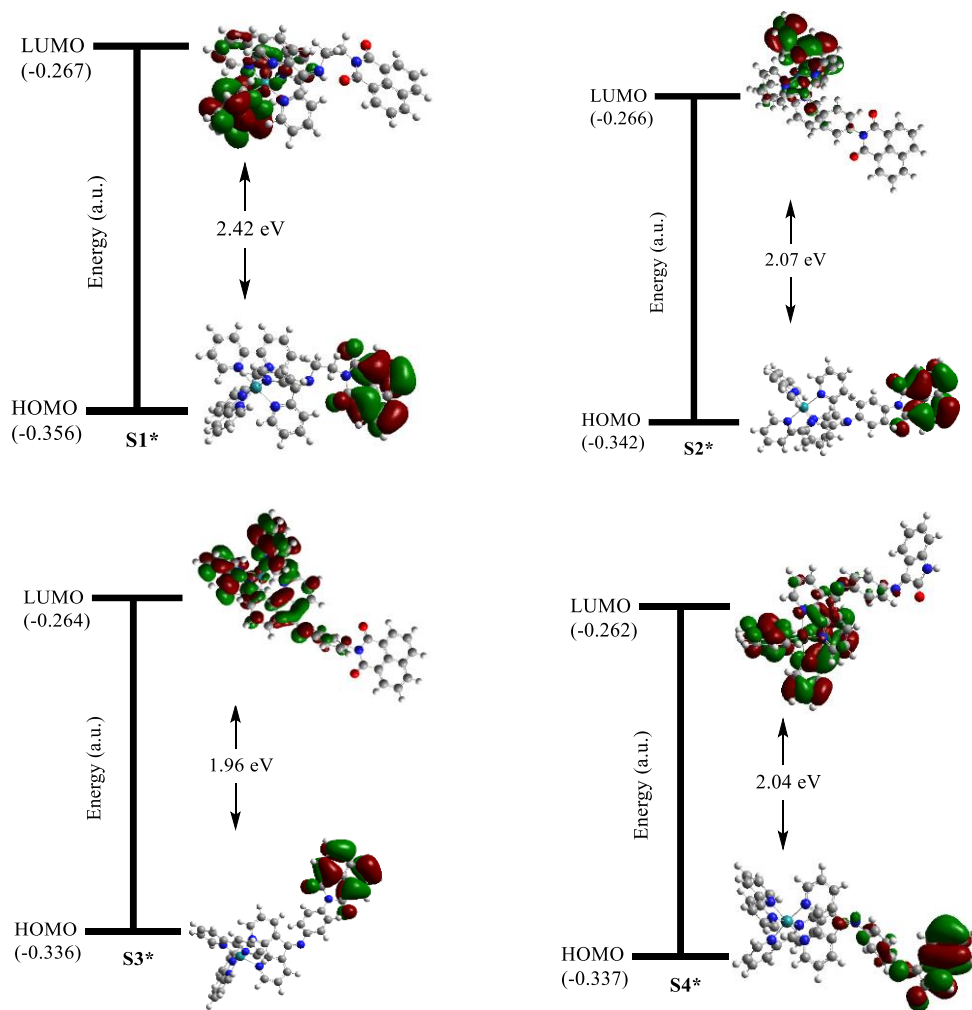 LUMO
(-0.267)
Energy (a.u.)
2.42 eV
HOMO
(-0.356)
S1*
LUMO
(-0.266)
Energy (a.u.)
2.07 eV
HOMO
(-0.342)
S2*
LUMO
(-0.264)
Energy (a.u.)
1.96 eV
HOMO
(-0.336)
S3*
LUMO
(-0.262)
Energy (a.u.)
2.04 eV
HOMO
(-0.337)
S4*